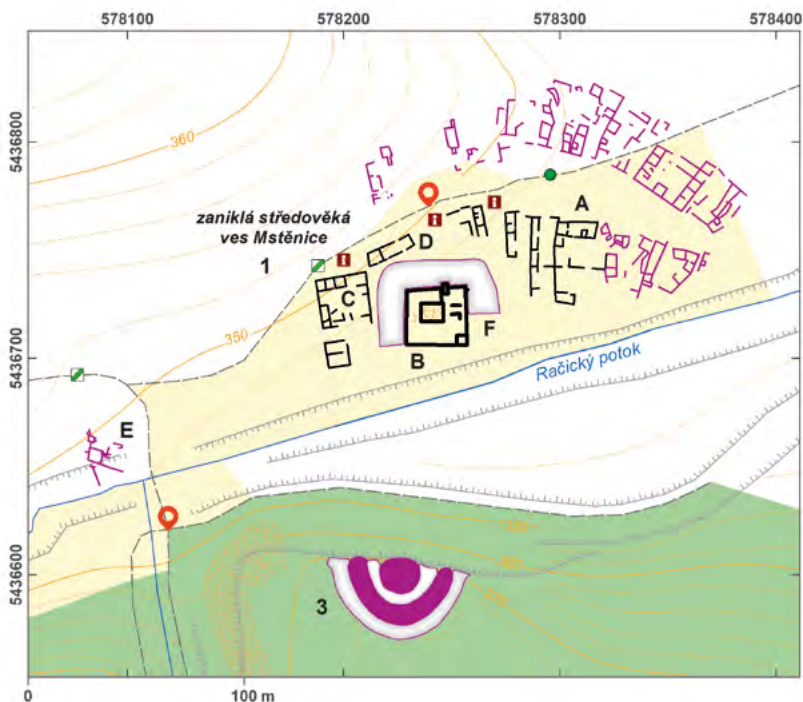 578100 578200 578300 578400
5436800
360
A
zaniklá středověká
ves Mstěnice
D
1
C
350
F
5436700
B
Račický potok
E
5436600
3
0 100 m